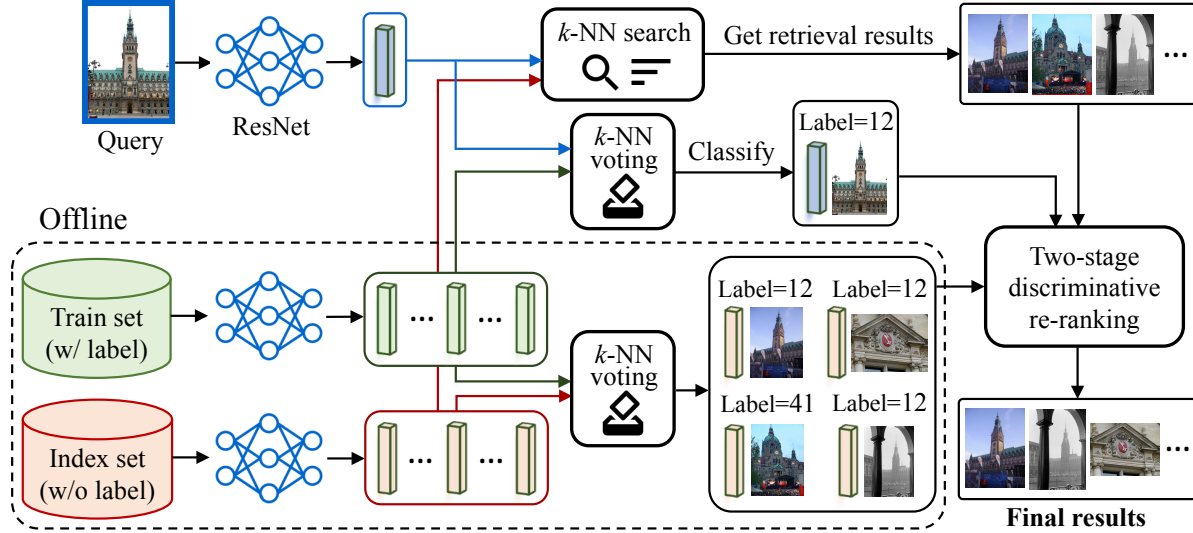 Query
ResNet
k-NN search
Get retrieval results
...
k-NN
voting
Classify
Label=12
Offline
Train set
(w/ label)
... ...
Index set
(w/o label)
... ...
k-NN
voting
Label=12
Label=12
Label=41
Label=12
Two-stage
discriminative
re-ranking
...
Final results